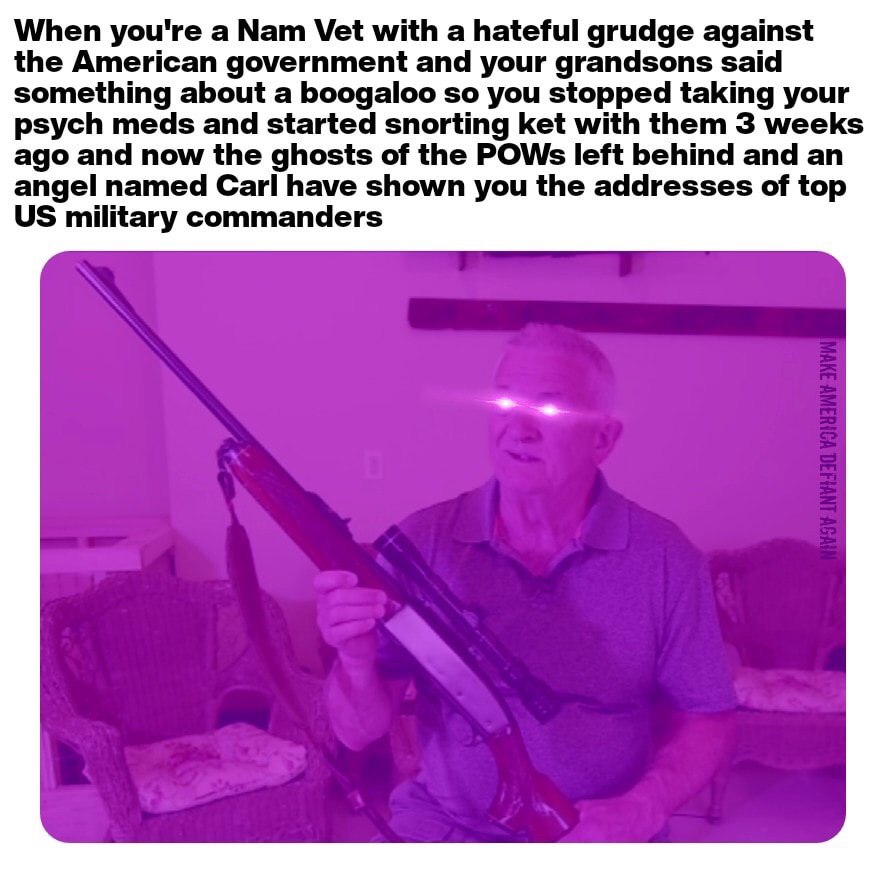 When you're a Nam Vet with a hateful grudge against
the American government and your grandsons said
something about a boogaloo so you stopped taking your
psych meds and started snorting ket with them 3 weeks
ago and now the ghosts of the POWs left behind and an
angel named Carl have shown you the addresses of top
US military commanders
MAKE AMERICA DEFIANT AGAIN